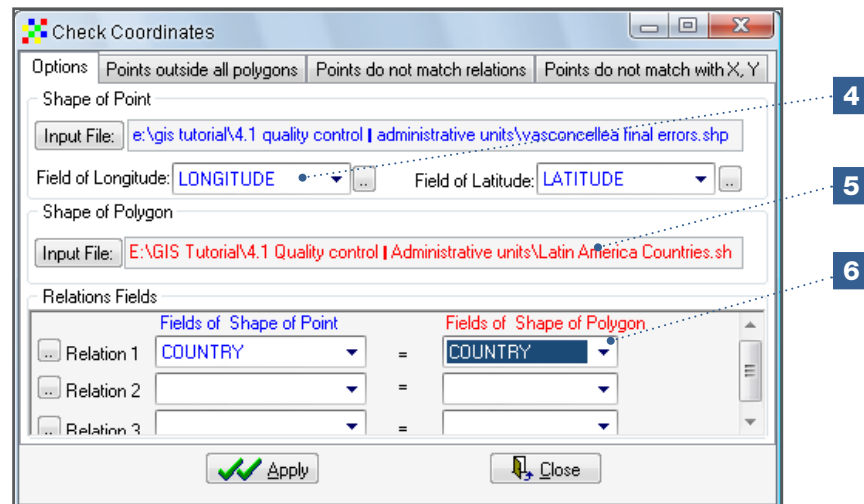 Check Coordinates
Options Points outside all polygons Points do not match relations Points do not match with X, Y
Shape of Point
Input File: e:\gis tutorial\4.1 quality control | administrative units\vasconcellea final errors.shp
4
Field of Longitude: LONGITUDE .. Field of Latitude: LATITUDE ..
Shape of Polygon
5
Input File: E:\GIS Tutorial\4.1 Quality control | Administrative units\Latin America Countries.sh
6
Relations Fields
Fields of Shape of Point Fields of Shape of Polygon
.. Relation 1 COUNTRY = COUNTRY
.. Relation 2 =
.. Relation 3 =
Apply Close